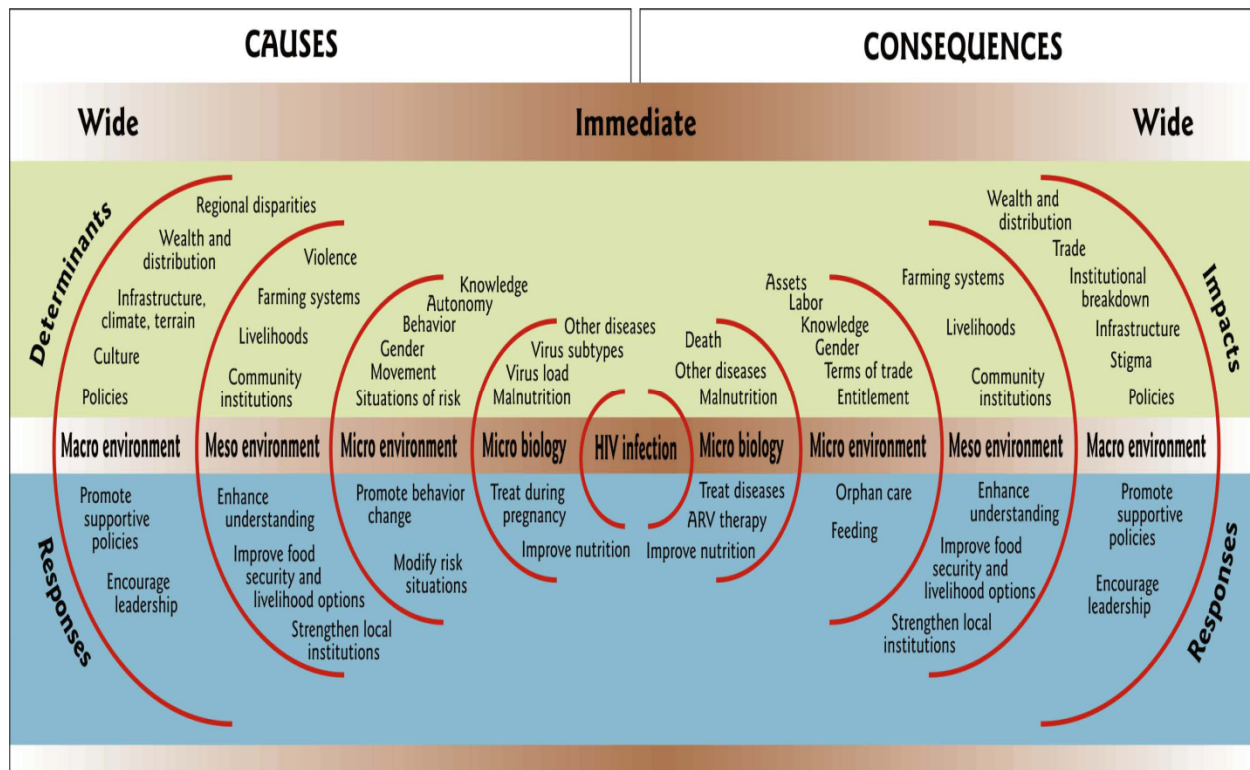 CAUSES
CONSEQUENCES
Wide
Immediate
Wide
Determinants
Regional disparities
Wealth and
distribution
Infrastructure,
climate, terrain
Culture
Policies
Violence
Farming systems
Livelihoods
Community
institutions
Knowledge
Autonomy
Behavior
Gender
Movement
Situations of risk
Other diseases
Virus subtypes
Virus load
Malnutrition
Death
Other diseases
Malnutrition
Assets
Labor
Knowledge
Gender
Terms of trade
Entitlement
Farming systems
Livelihoods
Community
institutions
Wealth and
distribution
Trade
Institutional
breakdown
Infrastructure
Stigma
Policies
Impacts
Macro environment
Meso environment
Micro environment
Micro biology
HIV infection
Micro biology
Micro environment
Meso environment
Macro environment
Responses
Promote
supportive
policies
Encourage
leadership
Enhance
understanding
Improve food
security and
livelihood options
Strengthen local
institutions
Promote behavior
change
Modify risk
situations
Treat during
pregnancy
Improve nutrition
Treat diseases
ARV therapy
Improve nutrition
Orphan care
Feeding
Enhance
understanding
Improve food
security and
livelihood options
Strengthen local
institutions
Promote
supportive
policies
Encourage
leadership
Responses